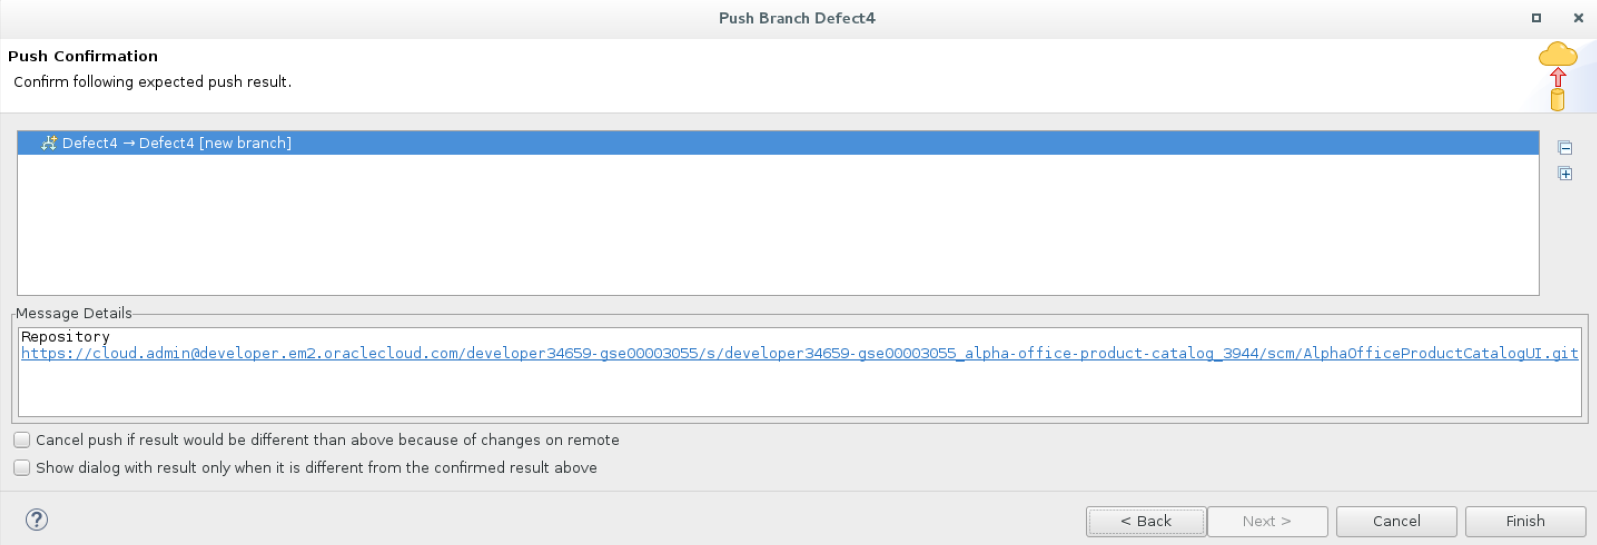 Push Branch Defect4
Push Confirmation
Confirm following expected push result.
Defect4 → Defect4 [new branch]
Message Details
Repository
https://cloud.admin@developer.em2.oraclecloud.com/developer34659-gse00003055/s/developer34659-gse00003055_alpha-office-product-catalog_3944/scm/AlphaOfficeProductCatalogUI.git
Cancel push if result would be different than above because of changes on remote
Show dialog with result only when it is different from the confirmed result above
< Back Next > Cancel Finish